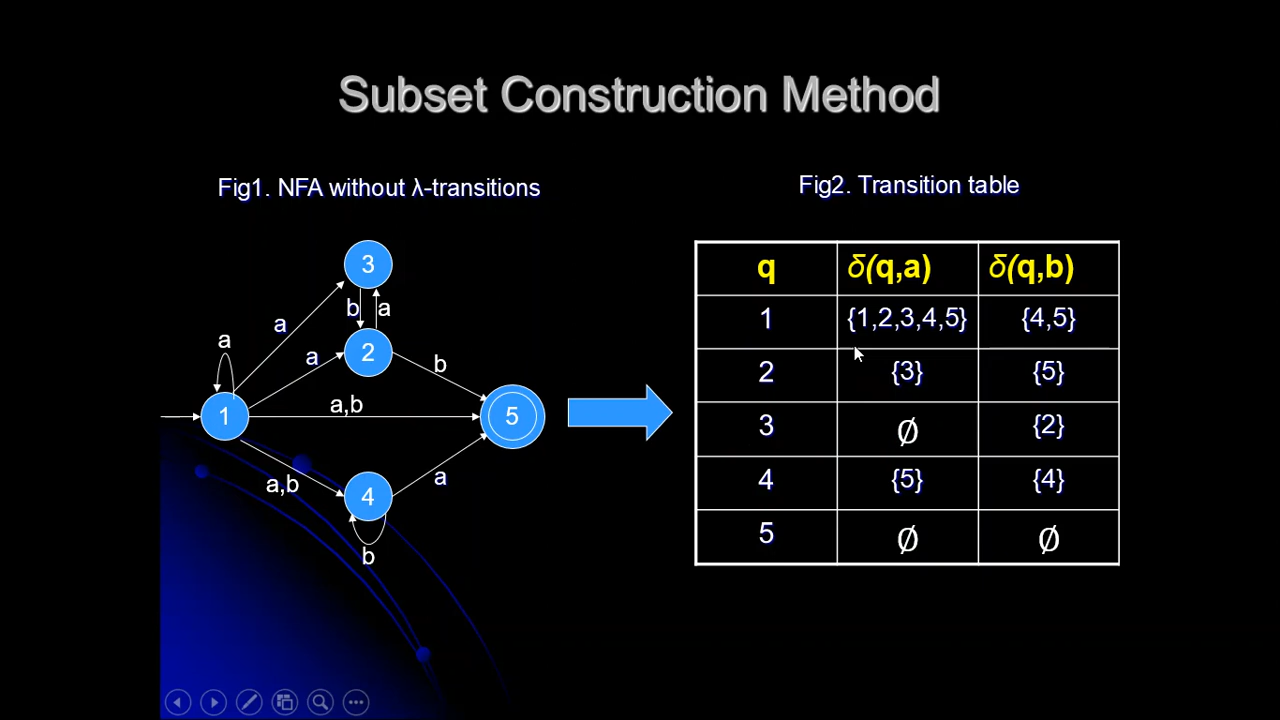 Subset Construction Method
Fig1. NFA without λ-transitions
Fig2. Transition table
3
b a
a
a
a
2
b
1
a,b
5
a,b
4
a
b
q δ(q,a) δ(q,b)
1 {1,2,3,4,5} {4,5}
2 {3} {5}
3 ∅ {2}
4 {5} {4}
5 ∅ ∅